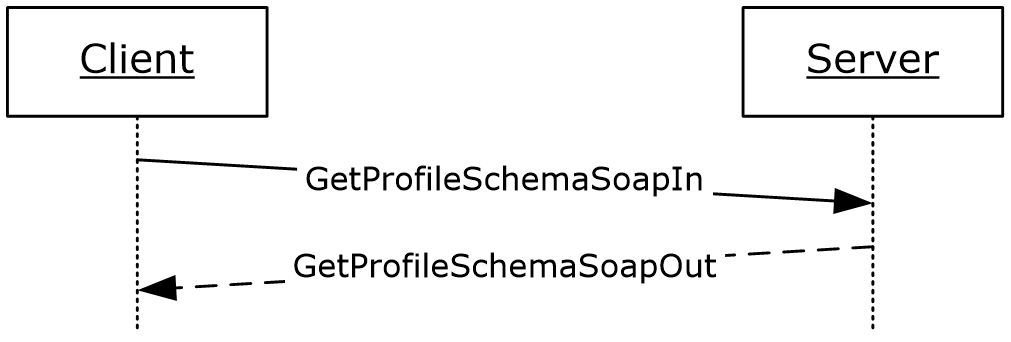 Client
Server
GetProfileSchemaSoapIn
GetProfileSchemaSoapOut